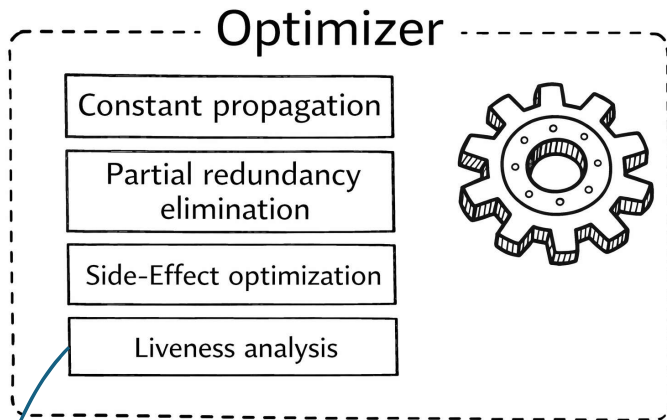 Optimizer
Constant propagation
Partial redundancy
elimination
Side-Effect optimization
Liveness analysis